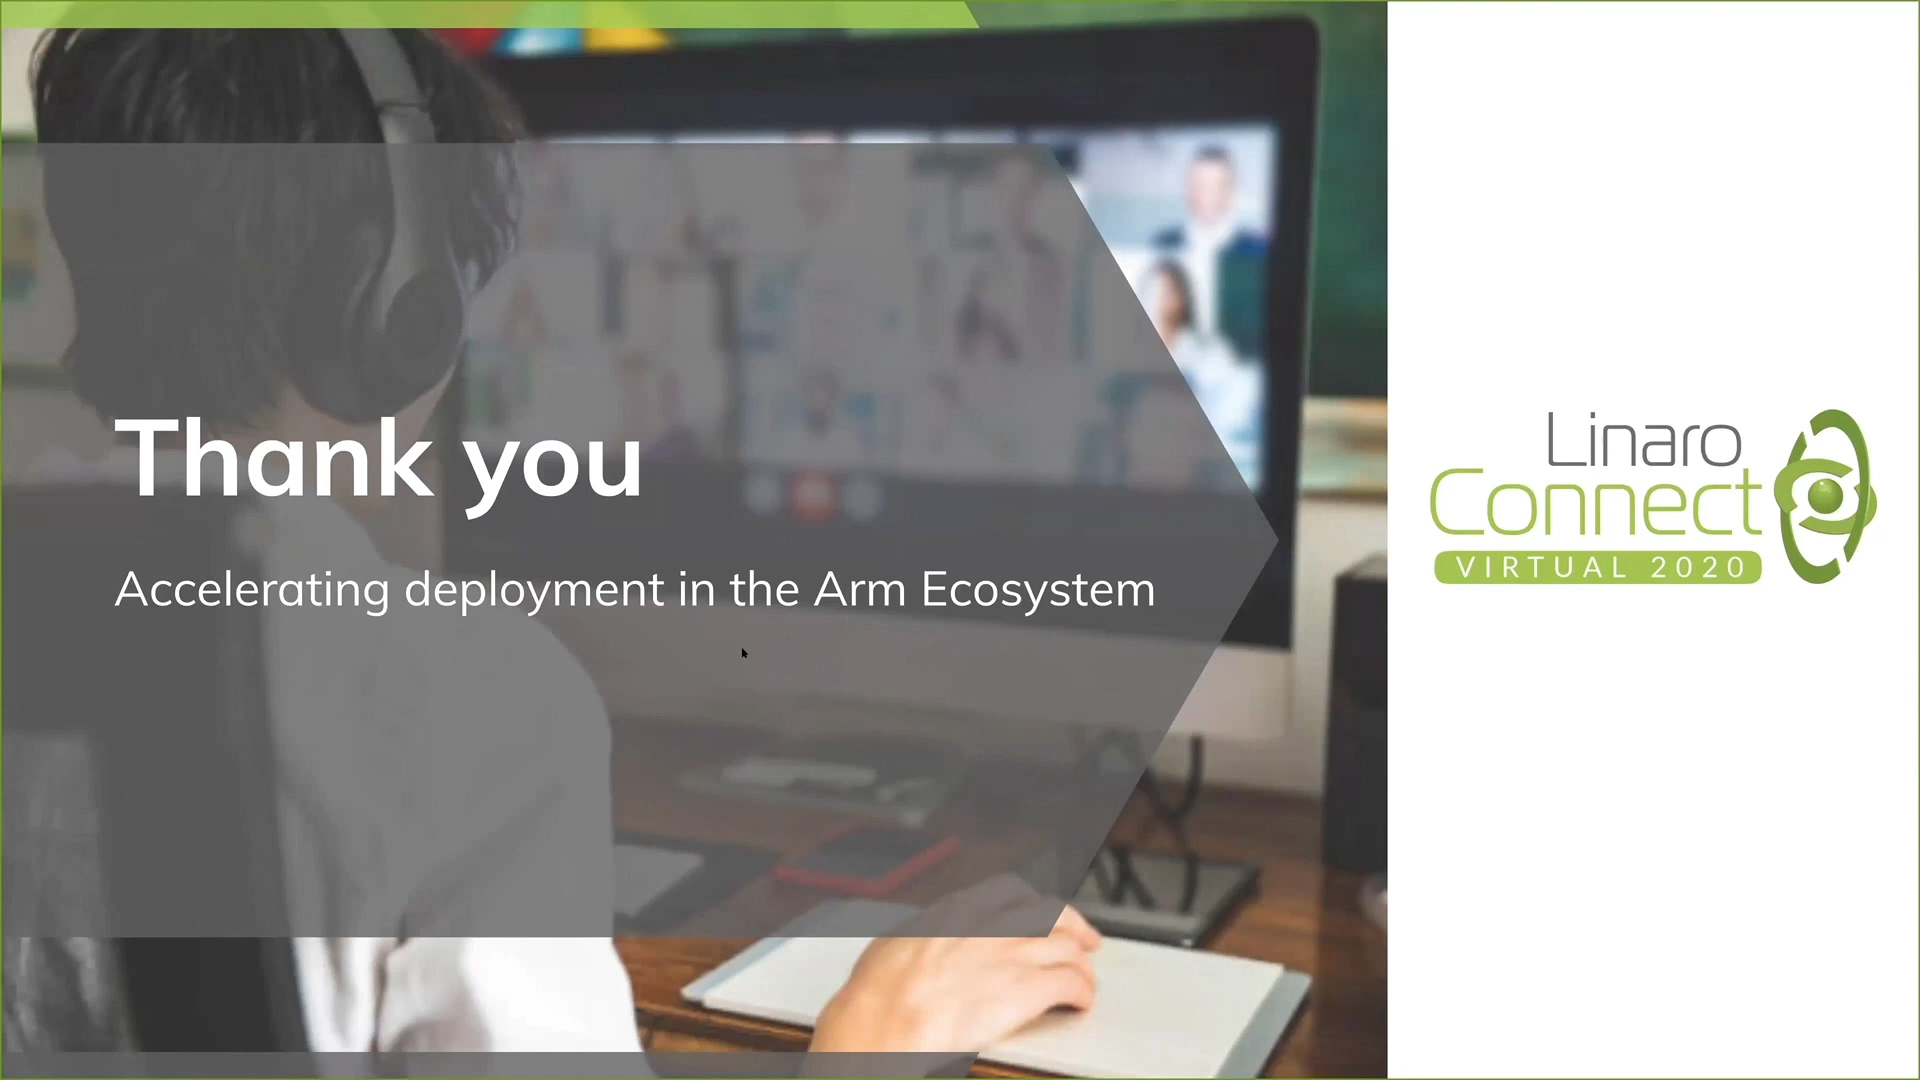 Thank you
Accelerating deployment in the Arm Ecosystem
Linaro
Connect
VIRTUAL 2020